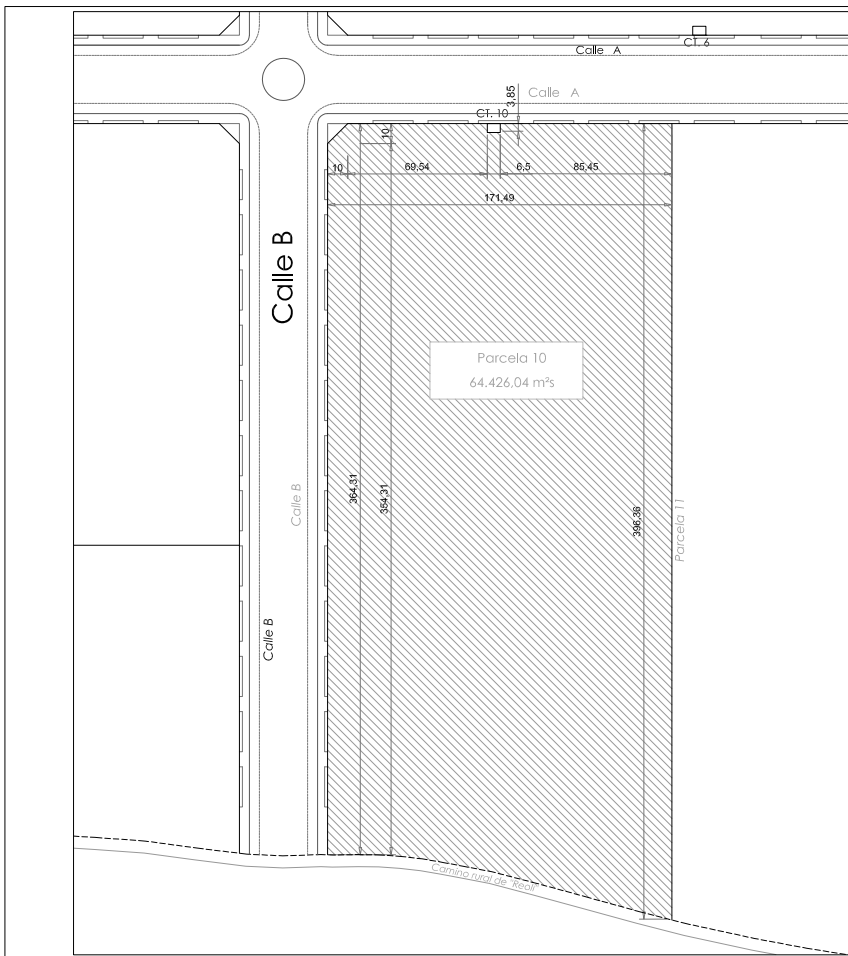 Calle A
CT. 6
Calle A
3,85
CT. 10
10
10
69,54
6,5
85,45
171,49
Calle B
Parcela 10
64.426,04 m²s
364,31
354,31
396,36
Calle B
Parcela 11
Calle B
Camino rural de "Reoli"